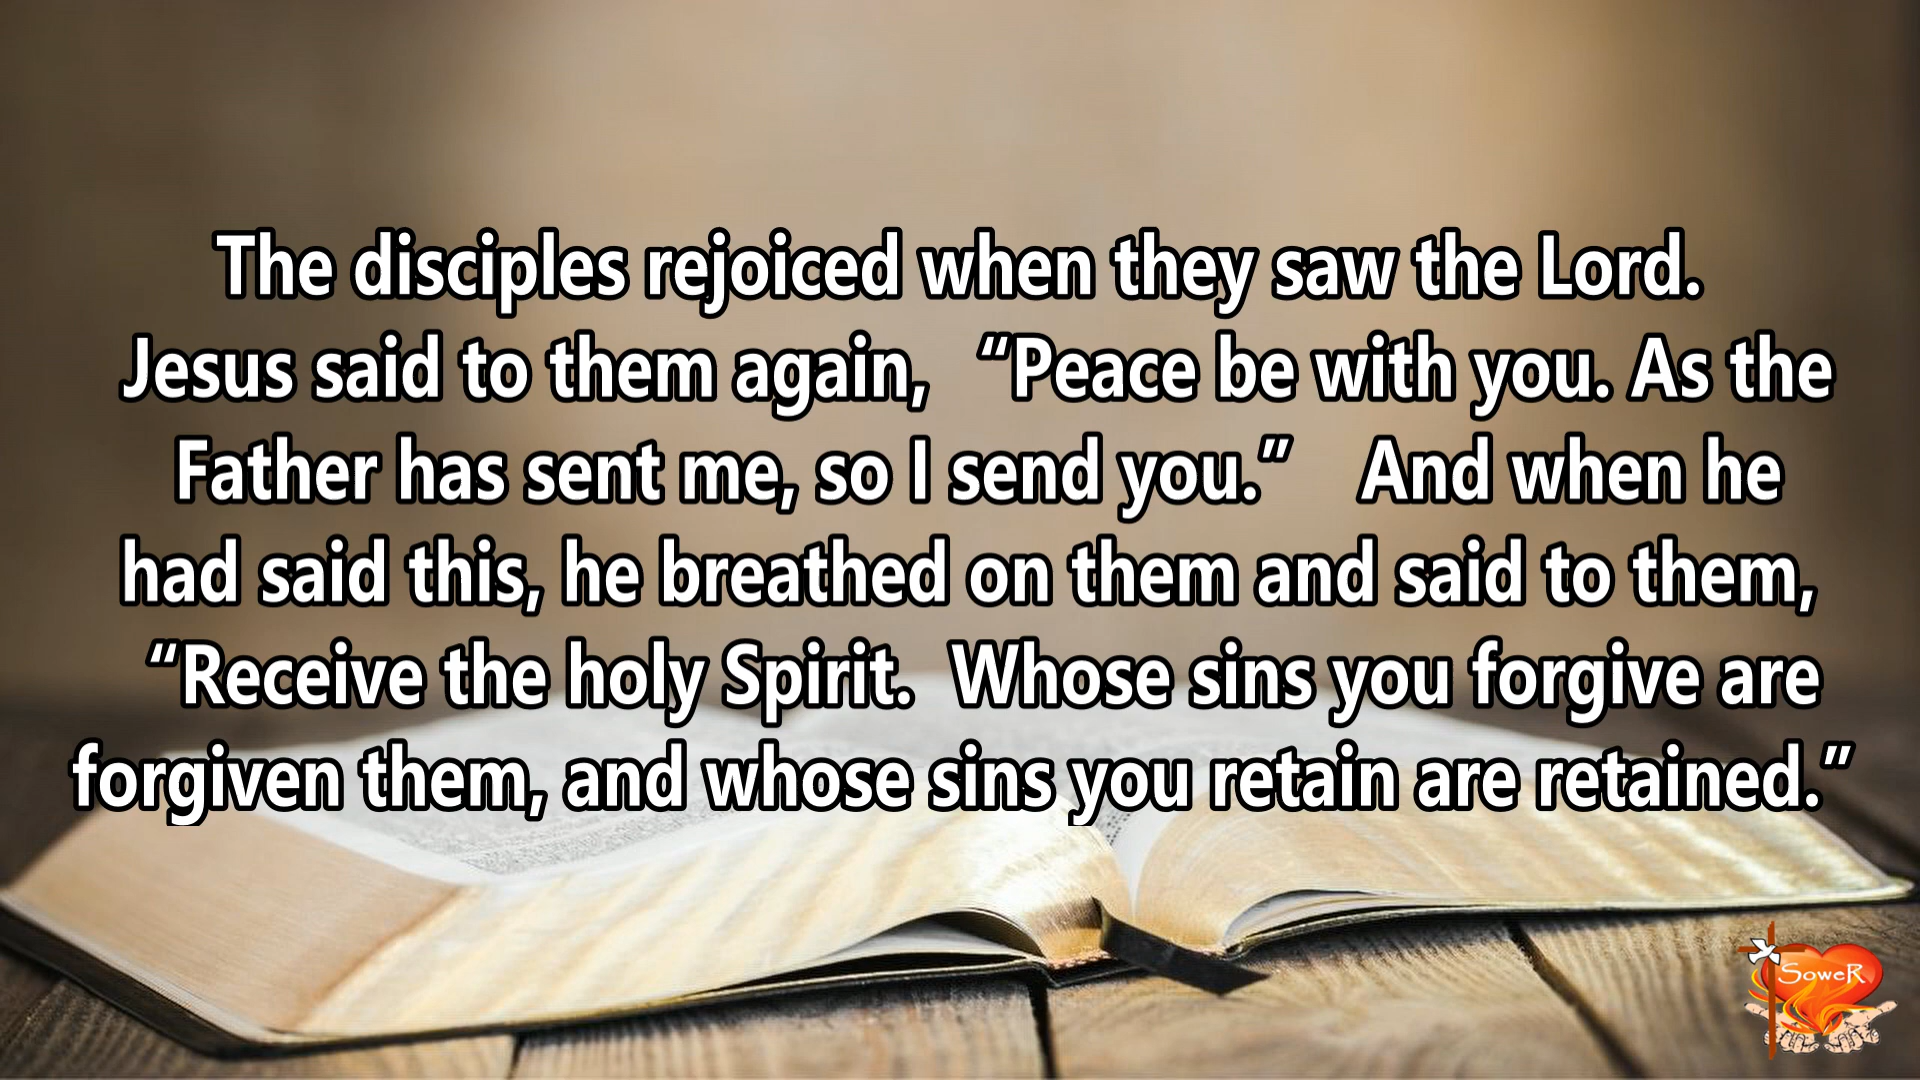 The disciples rejoiced when they saw the Lord.
Jesus said to them again, “Peace be with you. As the
Father has sent me, so I send you.” And when he
had said this, he breathed on them and said to them,
“Receive the holy Spirit. Whose sins you forgive are
forgiven them, and whose sins you retain are retained.”
SoweR